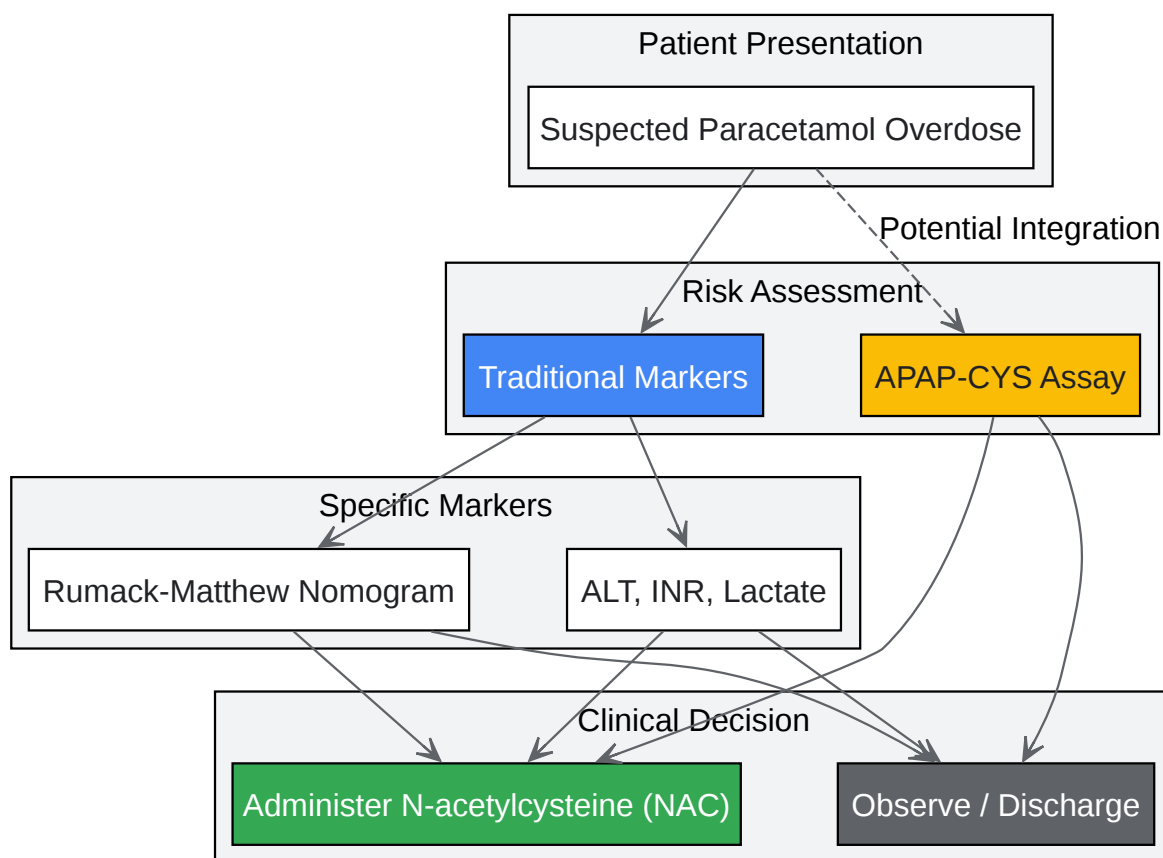 Patient Presentation
Suspected Paracetamol Overdose
Potential Integration
Risk Assessment
Traditional Markers
APAP-CYS Assay
Specific Markers
Rumack-Matthew Nomogram
ALT, INR, Lactate
Clinical Decision
Administer N-acetylcysteine (NAC)
Observe / Discharge